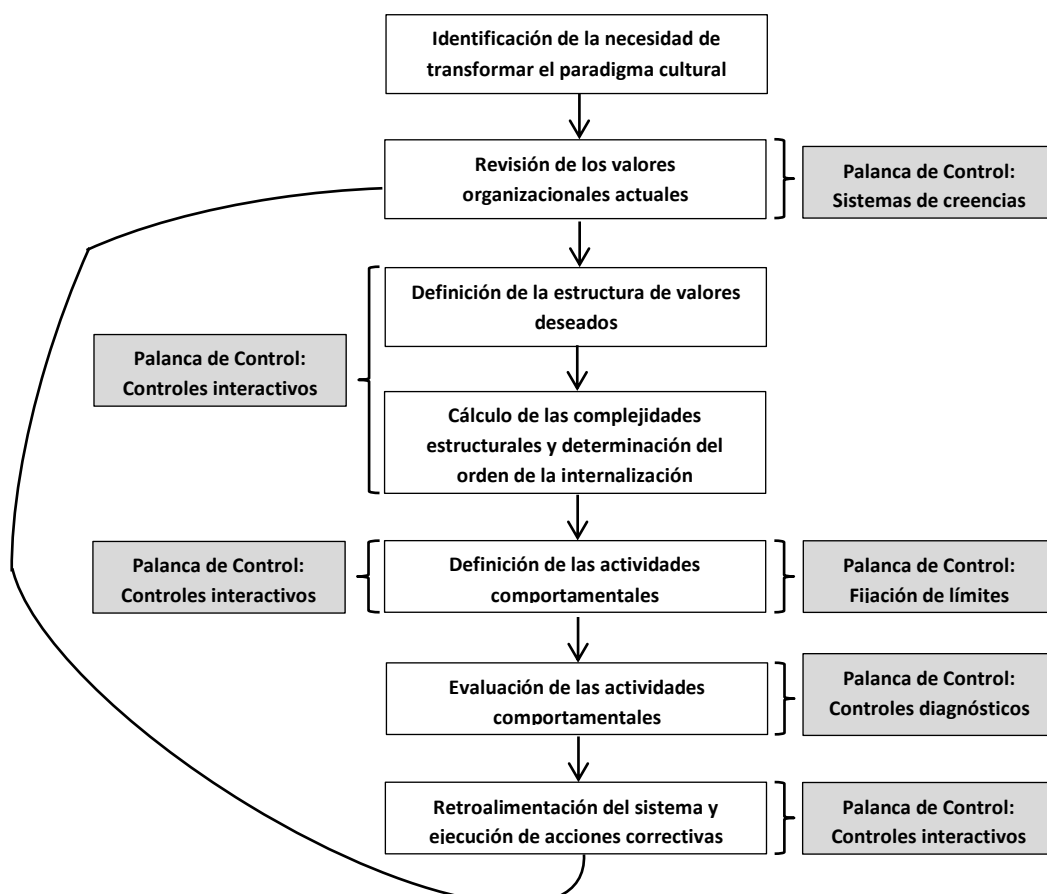 Identificación de la necesidad de
transformar el paradigma cultural
Revisión de los valores
organizacionales actuales
Palanca de Control:
Sistemas de creencias
Definición de la estructura de valores
deseados
Palanca de Control:
Controles interactivos
Cálculo de las complejidades
estructurales y determinación del
orden de la internalización
Palanca de Control:
Controles interactivos
Definición de las actividades
comportamentales
Palanca de Control:
Fijación de límites
Evaluación de las actividades
comportamentales
Palanca de Control:
Controles diagnósticos
Retroalimentación del sistema y
ejecución de acciones correctivas
Palanca de Control:
Controles interactivos